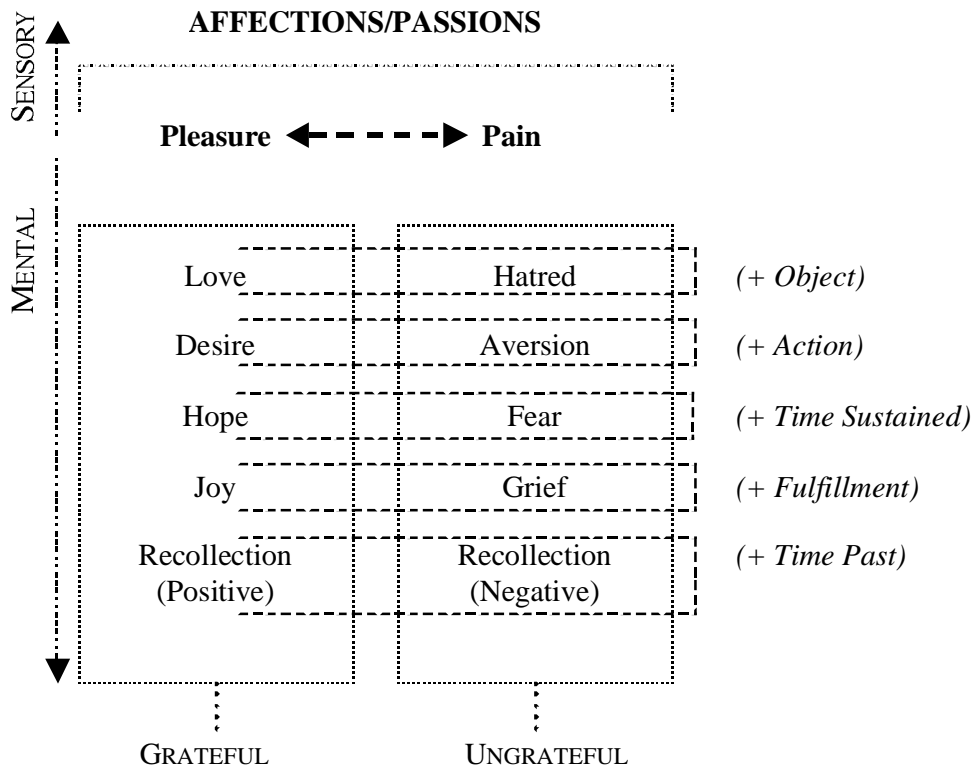 AFFECTIONS/PASSIONS
SENSORY
Pleasure Pain
MENTAL
Love Hatred (+ Object)
Desire Aversion (+ Action)
Hope Fear (+ Time Sustained)
Joy Grief (+ Fulfillment)
Recollection Recollection (+ Time Past)
(Positive) (Negative)
GRATEFUL UNGRATEFUL